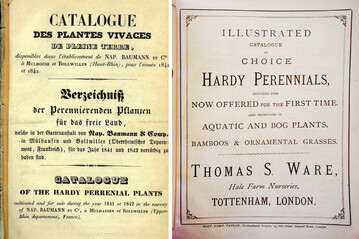 CATALOGUE
DES PLANTES VIVACES
DE PLEINE TERRE,
disponibles dans l'établissement de NAP. BAUMANN ET Cie
à MULHOUSE et BOLLWILLER (Haut-Rhin), pour l'année 1841
et 1842.
Verzeichniß
der Perennierenden Pflanzen
für das freie Land,
welche in der Gartenanstalt von Nap. Baumann & Comp.
in Mülhausen und Bollwiller (Oberrheinisches Departe-
ment, Frankreich), für das Jahr 1841 und 1842 vorräthig zu
haben sind.
CATALOGUE
OF THE HARDY PERRENIAL PLANTS
cultivated and for sale during the year 1841 et 1842 in the nursery
of NAP. BAUMANN ET Cie, à MULHAUSEN et BOLLWILLER (Upper-
Rhin departement, France).
ILLUSTRATED
CATALOGUE
OF
CHOICE
HARDY PERENNIALS,
INCLUDING MANY
NOW OFFERED FOR THE FIRST TIME,
AND SELECTIONS OF
AQUATIC AND BOG PLANTS,
BAMBOOS & ORNAMENTAL GRASSES.
THOMAS S. WARE,
Hale Farm Nurseries,
TOTTENHAM, LONDON.